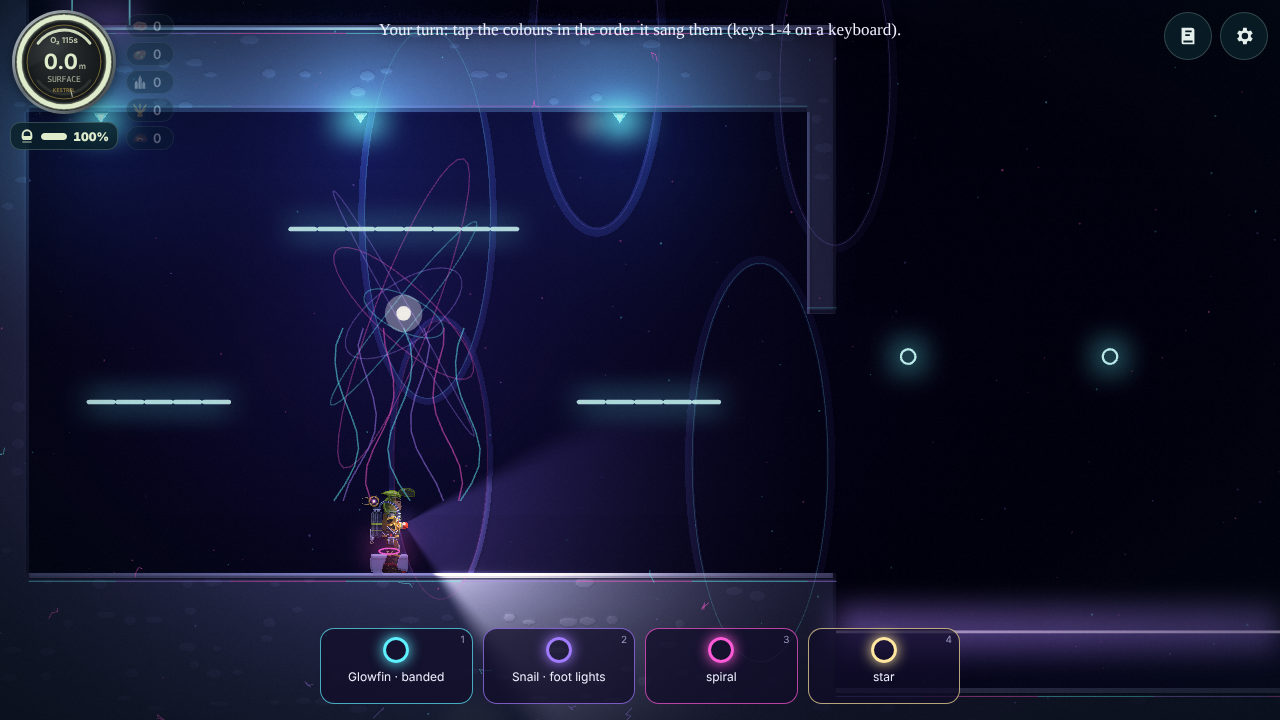 Your turn: tap the colours in the order it sang them (keys 1-4 on a keyboard).
O₂ 115s
0.0m
SURFACE
KESTREL
100%
0
0
0
0
0
1
Glowfin · banded
2
Snail · foot lights
3
spiral
4
star